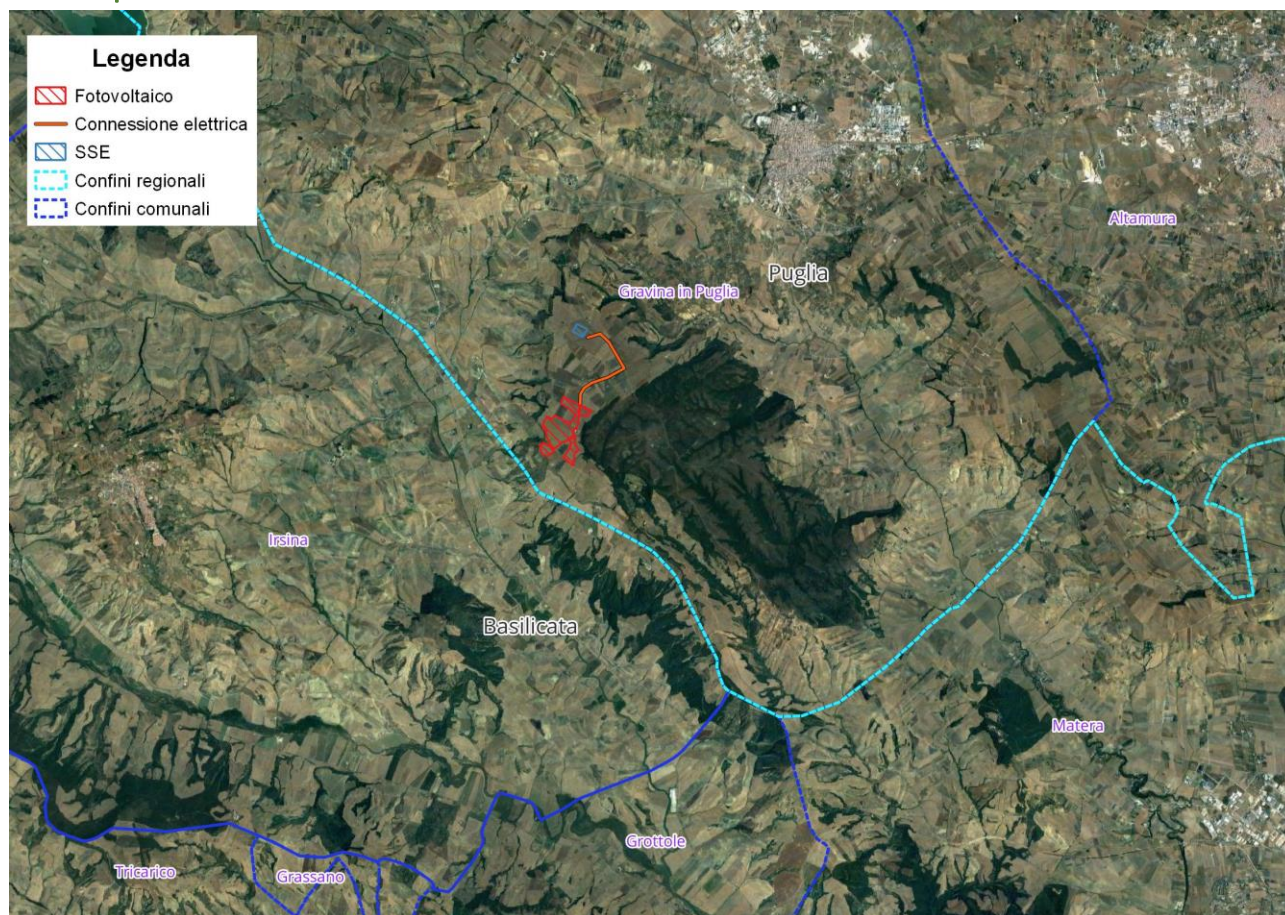 Legenda
Fotovoltaico
Connessione elettrica
SSE
Confini regionali
Confini comunali
Altamura
Puglia
Gravina in Puglia
Irsina
Basilicata
Matera
Grottole
Tricarico
Grassano